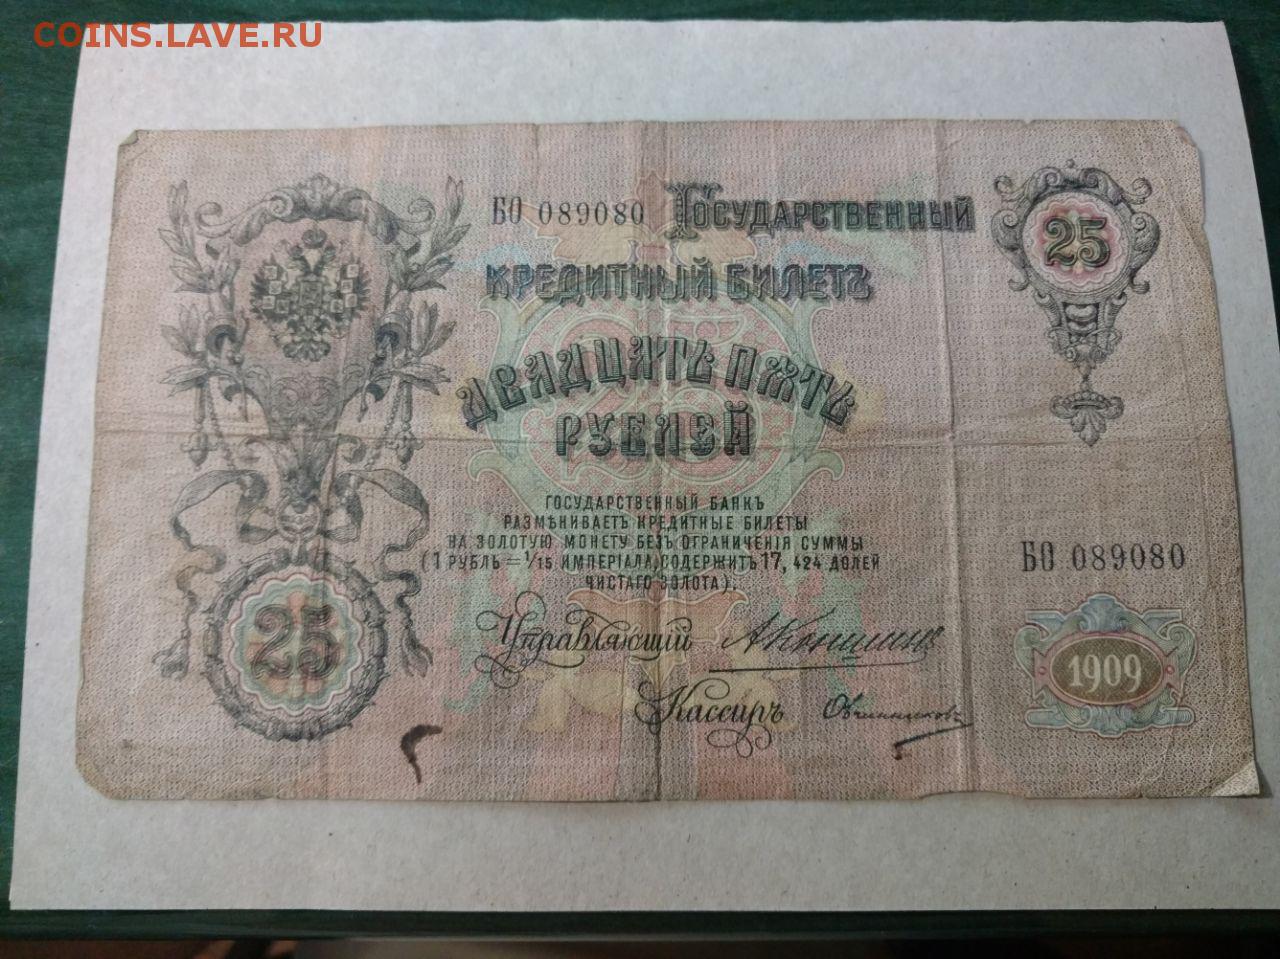 COINS.LAVE.RU
БО 089080
ГОСУДАРСТВЕННЫЙ
КРЕДИТНЫЙ БИЛЕТЪ
25
ДВАДЦАТЬ ПЯТЬ
РУБЛЕЙ
ГОСУДАРСТВЕННЫЙ БАНКЪ
РАЗМѢНИВАЕТЪ КРЕДИТНЫЕ БИЛЕТЫ
НА ЗОЛОТУЮ МОНЕТУ БЕЗЪ ОГРАНИЧЕНІЯ СУММЫ
(1 РУБЛЬ = 1/15 ИМПЕРІАЛА, СОДЕРЖИТЪ 17, 424 ДОЛЕЙ
ЧИСТАГО ЗОЛОТА).
БО 089080
25
Управляющій А Коншинъ
Кассиръ Овчинниковъ
1909